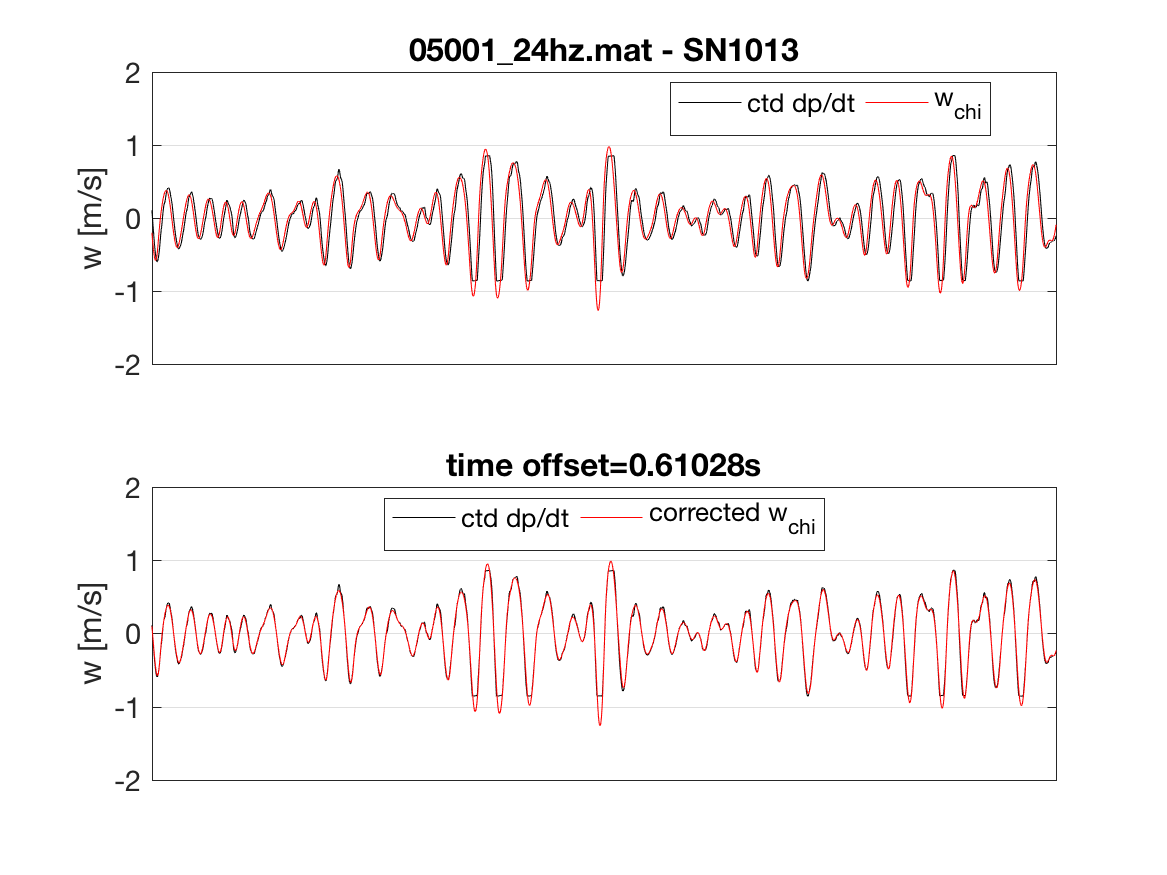 05001_24hz.mat - SN1013
ctd dp/dt w_chi
2
1
0
-1
-2
w [m/s]
time offset=0.61028s
ctd dp/dt corrected w_chi
2
1
0
-1
-2
w [m/s]